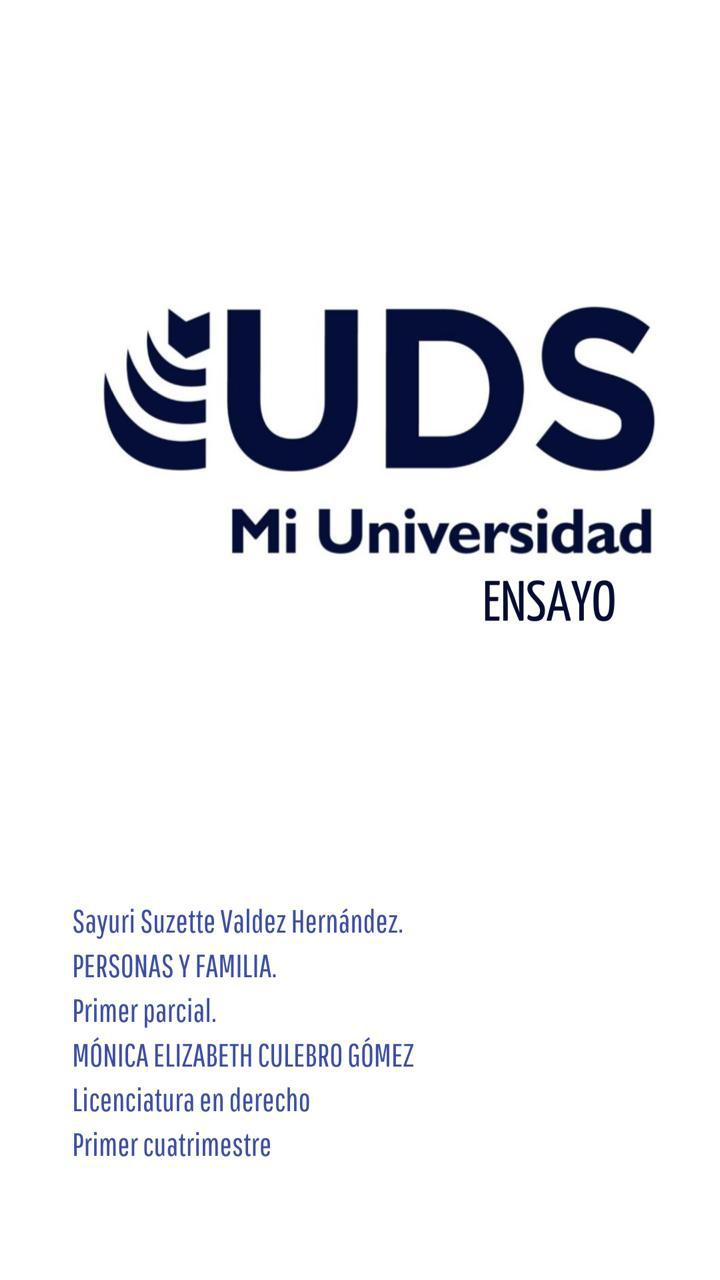 UDS
Mi Universidad
ENSAYO
Sayuri Suzette Valdez Hernández.
PERSONAS Y FAMILIA.
Primer parcial.
MÓNICA ELIZABETH CULEBRO GÓMEZ
Licenciatura en derecho
Primer cuatrimestre